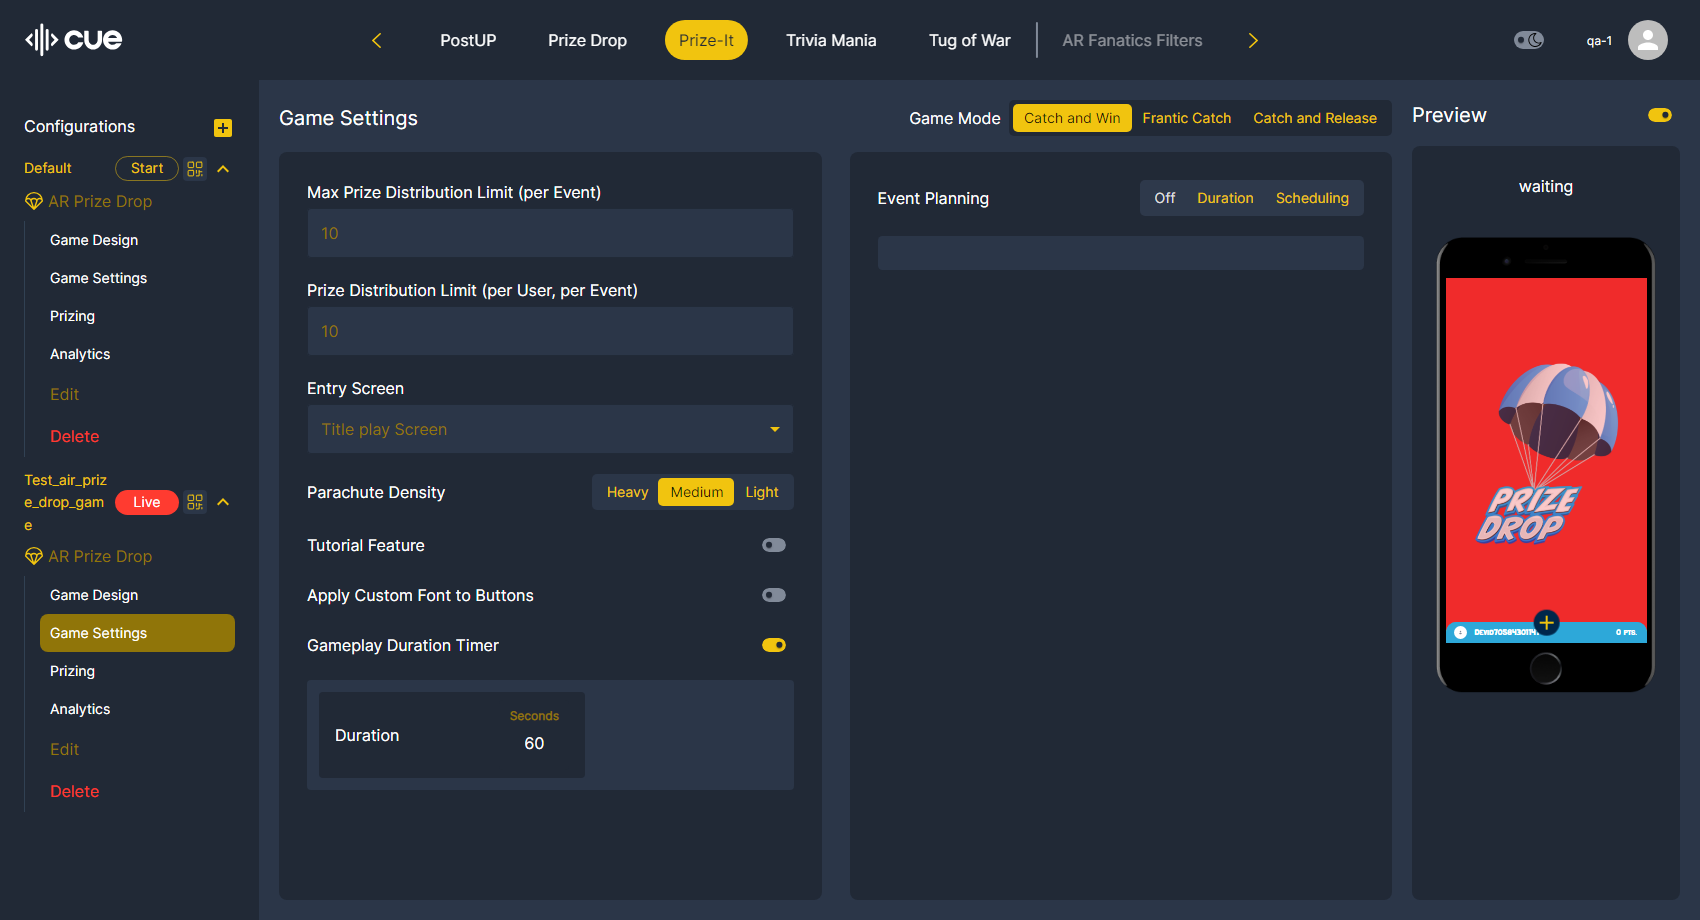 cue
PostUP
Prize Drop
Prize-It
Trivia Mania
Tug of War
AR Fanatics Filters
qa-1
Configurations
Default
Start
AR Prize Drop
Game Design
Game Settings
Prizing
Analytics
Edit
Delete
Test_air_priz
e_drop_gam
e
Live
AR Prize Drop
Game Design
Game Settings
Prizing
Analytics
Edit
Delete
Game Settings
Game Mode
Catch and Win
Frantic Catch
Catch and Release
Max Prize Distribution Limit (per Event)
10
Prize Distribution Limit (per User, per Event)
10
Entry Screen
Title play Screen
Parachute Density
Heavy
Medium
Light
Tutorial Feature
Apply Custom Font to Buttons
Gameplay Duration Timer
Duration
Seconds
60
Event Planning
Off
Duration
Scheduling
Preview
waiting
PRIZE
DROP
0 PTS.